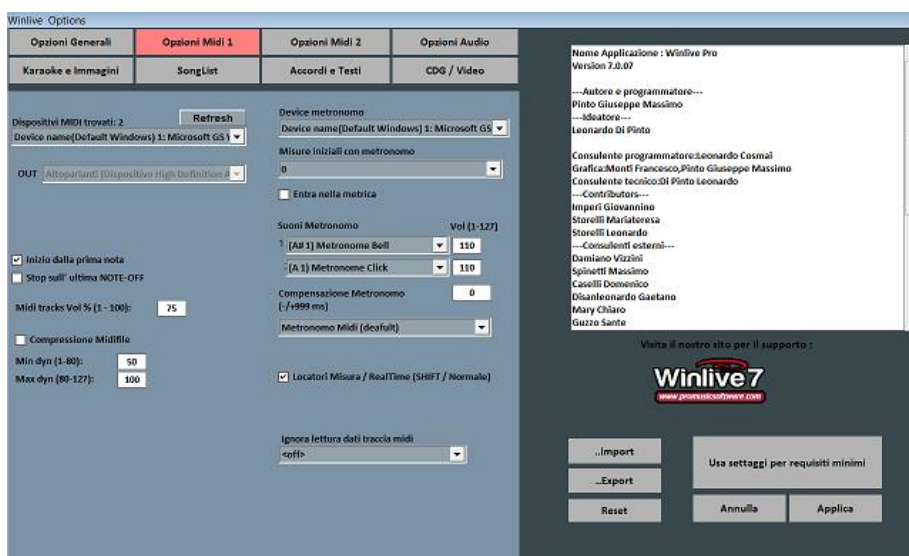 Winlive Options
Opzioni Generali
Opzioni Midi 1
Opzioni Midi 2
Opzioni Audio
Karaoke e Immagini
SongList
Accordi e Testi
CDG / Video
Dispositivi MIDI trovati: 2
Refresh
Device name(Default Windows) 1: Microsoft GS
OUT Altoparlanti (Dispositivo High Definition A
Inizio dalla prima nota
Stop sull' ultima NOTE-OFF
Midi tracks Vol % (1 - 100): 75
Compressione Midifile
Min dyn (1-80): 50
Max dyn (80-127): 100
Device metronomo
Device name(Default Windows) 1: Microsoft GS
Misure iniziali con metronomo
0
Entra nella metrica
Suoni Metronomo Vol (1-127)
1 (A#1) Metronome Bell 110
(A 1) Metronome Click 110
Compensazione Metronomo 0
(-/+999 ms)
Metronomo Midi (deafult)
Locatori Misura / RealTime (SHIFT / Normale)
Ignora lettura dati traccia midi
<off>
Nome Applicazione : Winlive Pro
Version 7.0.07
---Autore e programmatore---
Pinto Giuseppe Massimo
---Ideatore---
Leonardo Di Pinto
Consulente programmatore:Leonardo Cosmai
Grafica:Monti Francesco,Pinto Giuseppe Massimo
Consulente tecnico:Di Pinto Leonardo
---Contributors---
Imperi Giovannino
Storelli Mariateresa
Storelli Leonardo
---Consulenti esterni---
Damiano Vizzini
Spinetti Massimo
Caselli Domenico
Disanleonardo Gaetano
Mary Chiaro
Guzzo Sante
Visita il nostro sito per il supporto :
Winlive7
www.promusicsoftware.com
..Import
..Export
Reset
Usa settaggi per requisiti minimi
Annulla
Applica